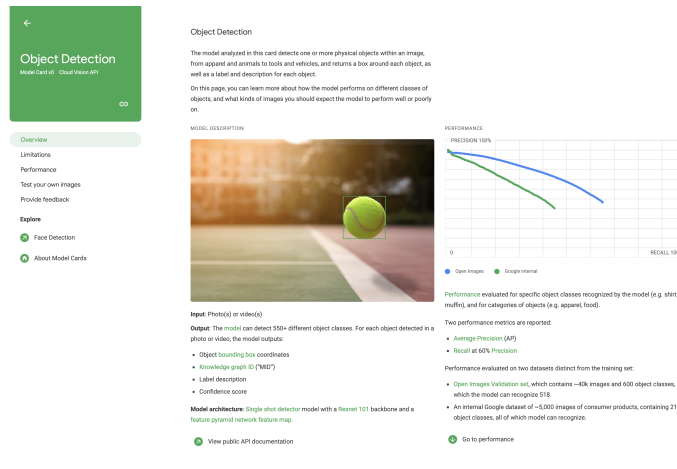 Object Detection
Model Card v0 Cloud Vision API
Overview
Limitations
Performance
Test your own images
Provide feedback
Explore
Face Detection
About Model Cards
Object Detection
The model analyzed in this card detects one or more physical objects within an image,
from apparel and animals to tools and vehicles, and returns a box around each object, as
well as a label and description for each object.
On this page, you can learn more about how the model performs on different classes of
objects, and what kinds of images you should expect the model to perform well or poorly
on.
MODEL DESCRIPTION
Input: Photo(s) or video(s)
Output: The model can detect 550+ different object classes. For each object detected in a
photo or video, the model outputs:
• Object bounding box coordinates
• Knowledge graph ID ("MID")
• Label description
• Confidence score
Model architecture: Single shot detector model with a Resnet 101 backbone and a
feature pyramid network feature map.
View public API documentation
PERFORMANCE
PRECISION 100%
0
RECALL 10
Open Images
Google Internal
Performance evaluated for specific object classes recognized by the model (e.g. shirt
muffin), and for categories of objects (e.g. apparel, food).
Two performance metrics are reported:
• Average Precision (AP)
• Recall at 60% Precision
Performance evaluated on two datasets distinct from the training set:
• Open Images Validation set, which contains ~40k images and 600 object classes,
which the model can recognize 518.
• An internal Google dataset of ~5,000 images of consumer products, containing 21
object classes, all of which model can recognize.
Go to performance